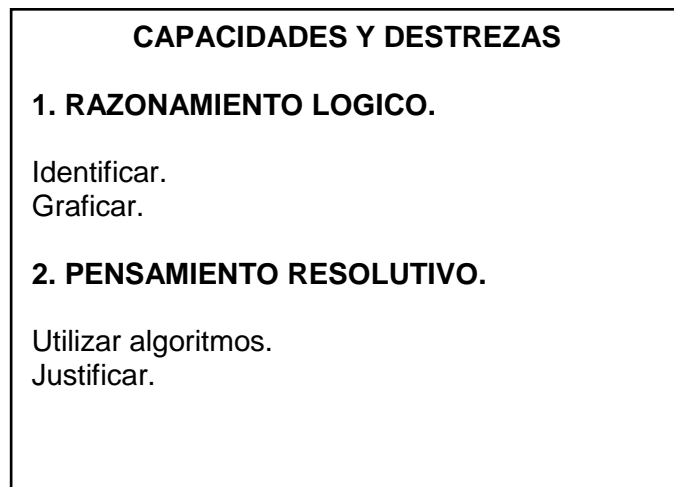 CAPACIDADES Y DESTREZAS
1. RAZONAMIENTO LOGICO.
Identificar.
Graficar.
2. PENSAMIENTO RESOLUTIVO.
Utilizar algoritmos.
Justificar.